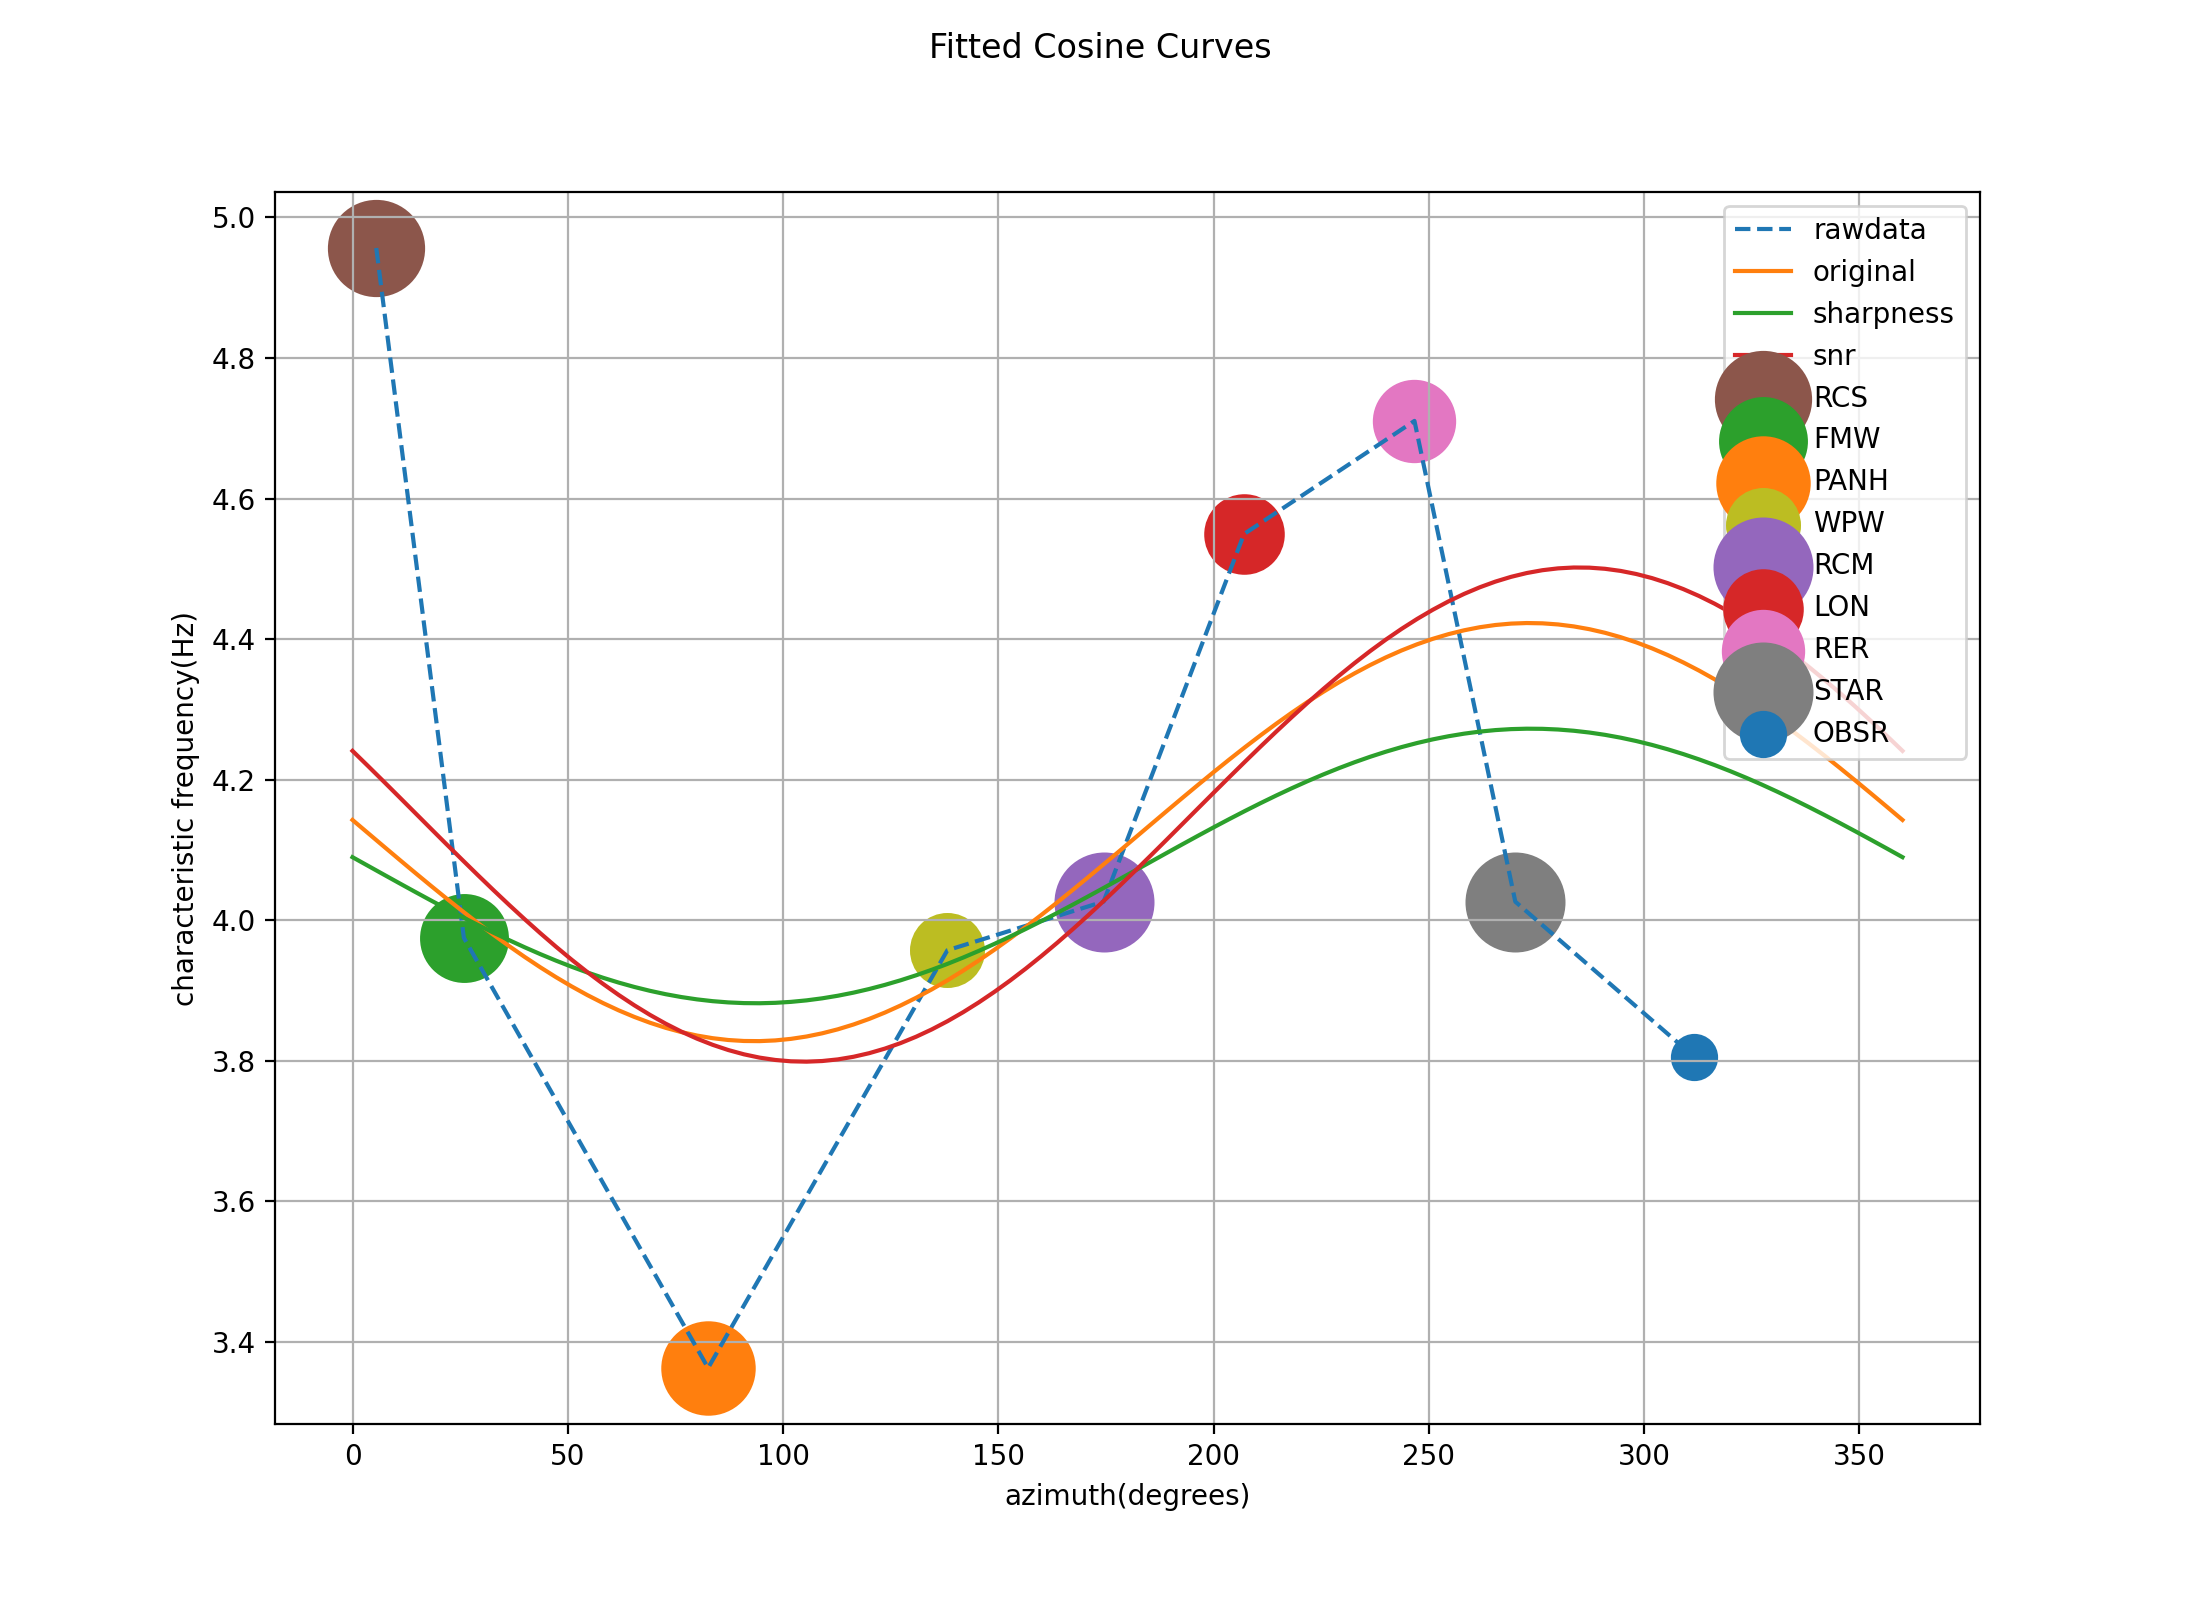 Fitted Cosine Curves
characteristic frequency(Hz)
5.0
4.8
4.6
4.4
4.2
4.0
3.8
3.6
3.4
rawdata
original
sharpness
snr
RCS
FMW
PANH
WPW
RCM
LON
RER
STAR
OBSR
0 50 100 150 200 250 300 350
azimuth(degrees)